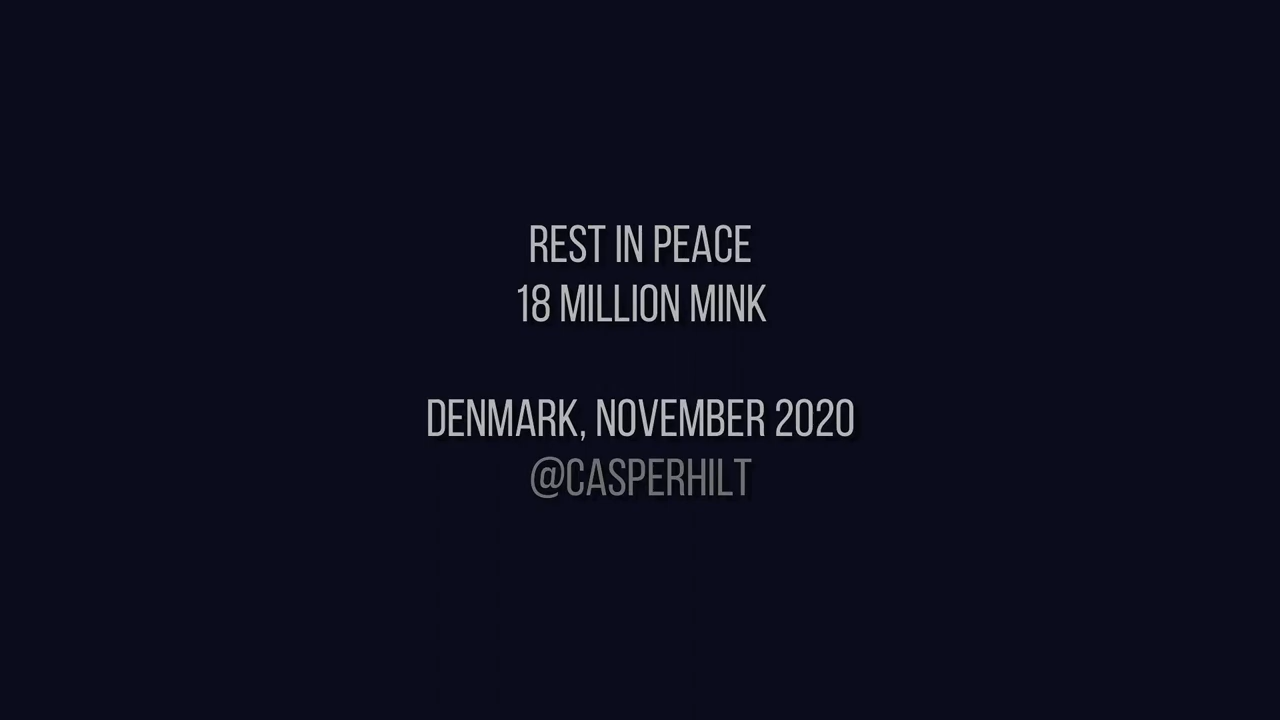 REST IN PEACE
18 MILLION MINK
DENMARK, NOVEMBER 2020
@CASPERHILT